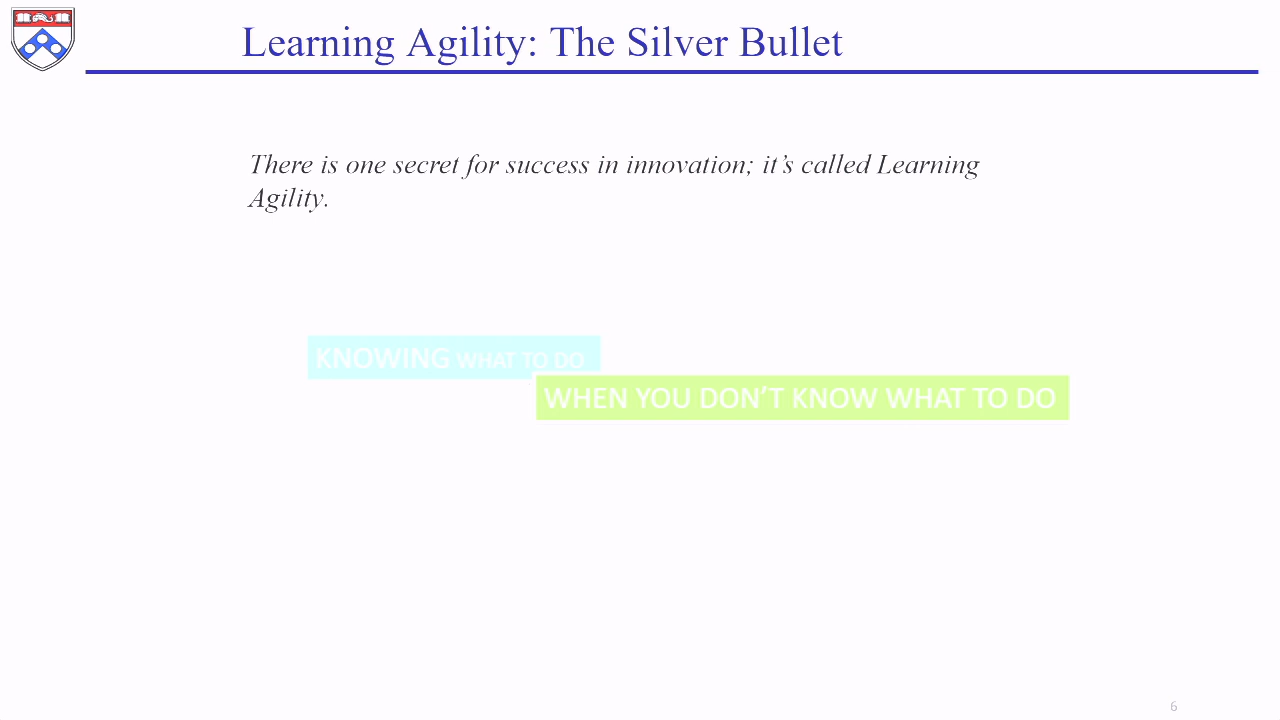 Learning Agility: The Silver Bullet
There is one secret for success in innovation; it’s called Learning
Agility.
KNOWING WHAT TO DO
WHEN YOU DON’T KNOW WHAT TO DO
6